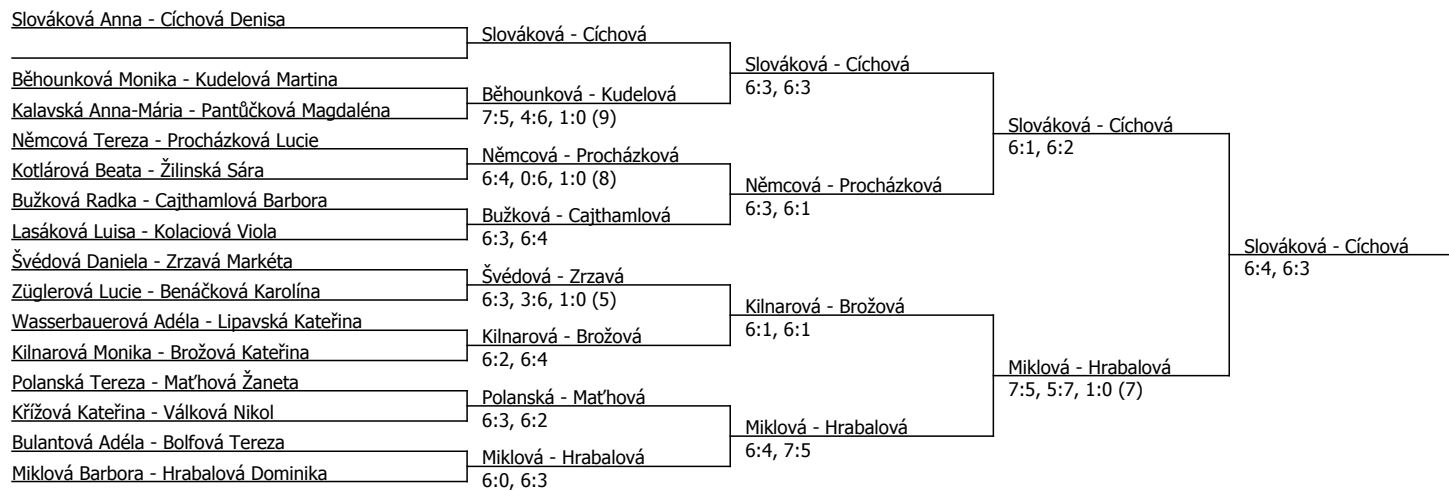 Slováková Anna - Cíchová Denisa
Běhounková Monika - Kudelová Martina
Kalavská Anna-Mária - Pantůčková Magdaléna
Němcová Tereza - Procházková Lucie
Kotlárová Beata - Žilinská Sára
Bužková Radka - Cajthamlová Barbora
Lasáková Luisa - Kolaciová Viola
Švédová Daniela - Zrzavá Markéta
Züglerová Lucie - Benáčková Karolína
Wasserbauerová Adéla - Lipavská Kateřina
Kilnarová Monika - Brožová Kateřina
Polanská Tereza - Maťhová Žaneta
Křížová Kateřina - Válková Nikol
Bulantová Adéla - Bolfová Tereza
Miklová Barbora - Hrabalová Dominika
Slováková - Cíchová
Běhounková - Kudelová
7:5, 4:6, 1:0 (9)
Němcová - Procházková
6:4, 0:6, 1:0 (8)
Bužková - Cajthamlová
6:3, 6:4
Švédová - Zrzavá
6:3, 3:6, 1:0 (5)
Kilnarová - Brožová
6:2, 6:4
Polanská - Maťhová
6:3, 6:2
Miklová - Hrabalová
6:0, 6:3
Slováková - Cíchová
6:3, 6:3
Němcová - Procházková
6:3, 6:1
Kilnarová - Brožová
6:1, 6:1
Miklová - Hrabalová
6:4, 7:5
Slováková - Cíchová
6:1, 6:2
Miklová - Hrabalová
7:5, 5:7, 1:0 (7)
Slováková - Cíchová
6:4, 6:3